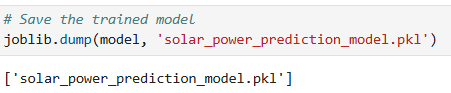 # Save the trained model
joblib.dump(model, 'solar_power_prediction_model.pkl')
['solar_power_prediction_model.pkl']